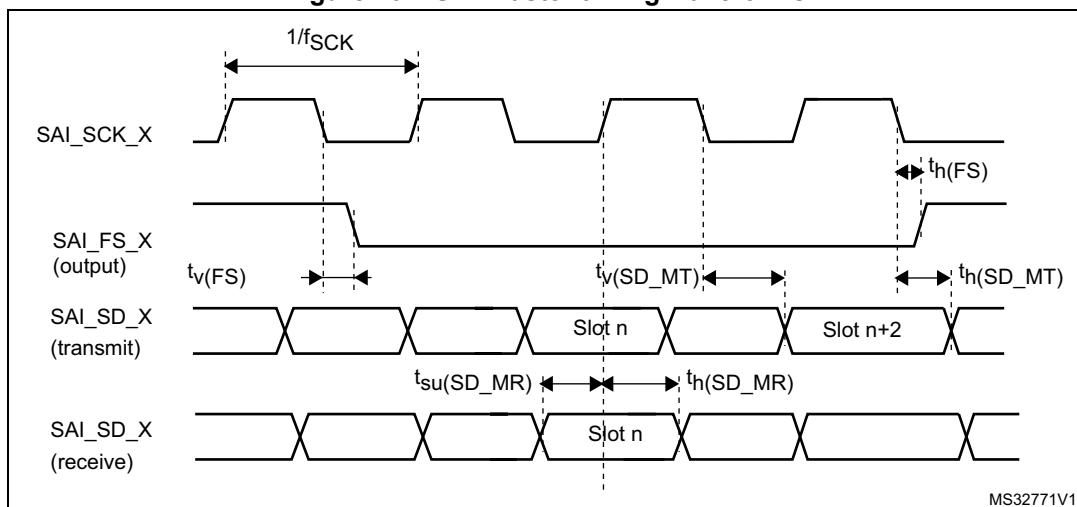 1/fSCK
SAI_SCK_X
th(FS)
SAI_FS_X
(output)
tv(FS)
tv(SD_MT)
th(SD_MT)
SAI_SD_X
(transmit)
Slot n
Slot n+2
tsu(SD_MR)
th(SD_MR)
SAI_SD_X
(receive)
Slot n
MS32771V1